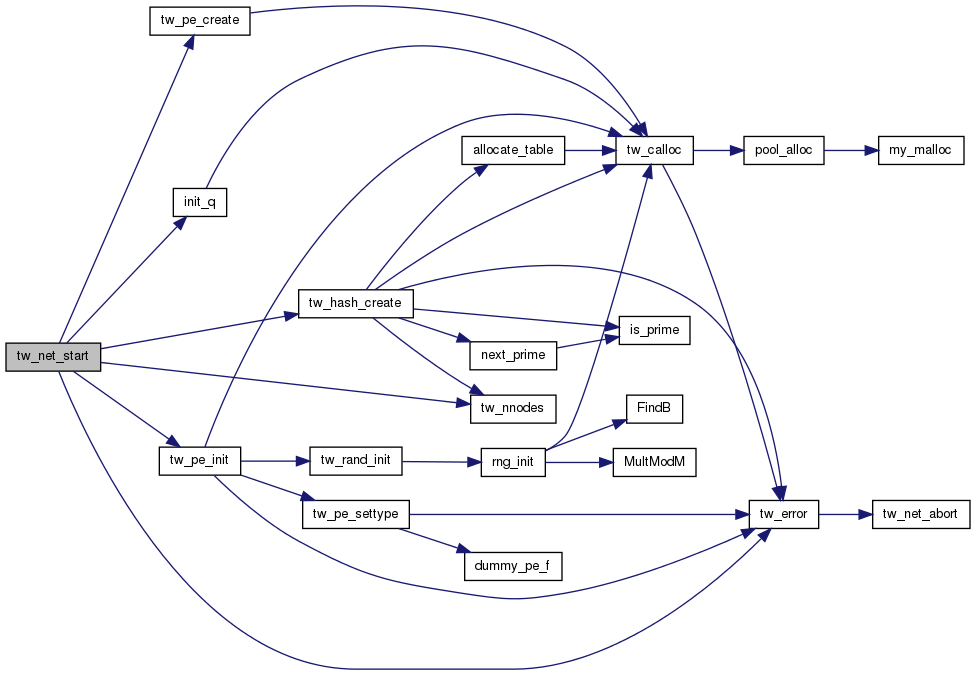 tw_pe_create
allocate_table
tw_calloc
pool_alloc
my_malloc
init_q
tw_hash_create
is_prime
tw_net_start
next_prime
tw_nnodes
FindB
tw_pe_init
tw_rand_init
rng_init
MultModM
tw_pe_settype
tw_error
tw_net_abort
dummy_pe_f